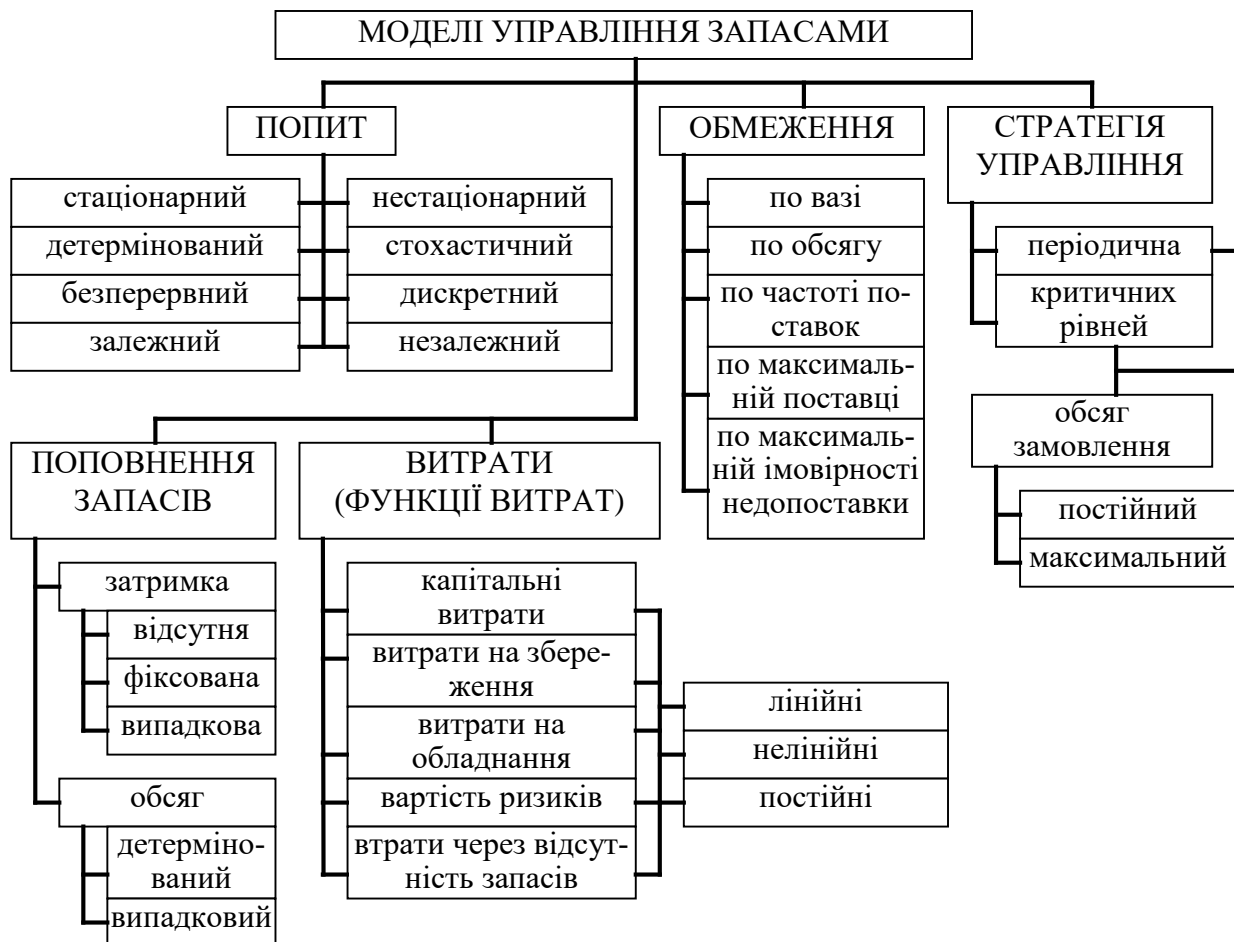 МОДЕЛІ УПРАВЛІННЯ ЗАПАСАМИ
ПОПИТ
стаціонарний
нестаціонарний
детермінований
стохастичний
безперервний
дискретний
залежний
незалежний
ОБМЕЖЕННЯ
по вазі
по обсягу
по частоті по-
ставок
по максималь-
ній поставці
по максималь-
ній імовірності
недопоставки
СТРАТЕГІЯ
УПРАВЛІННЯ
періодична
критичних
рівней
обсяг
замовлення
постійний
максимальний
ПОПОВНЕННЯ
ЗАПАСІВ
затримка
відсутня
фіксована
випадкова
обсяг
детерміно-
ваний
випадковий
ВИТРАТИ
(ФУНКЦІЇ ВИТРАТ)
капітальні
витрати
витрати на збере-
ження
витрати на
обладнання
вартість ризиків
втрати через відсут-
ність запасів
лінійні
нелінійні
постійні